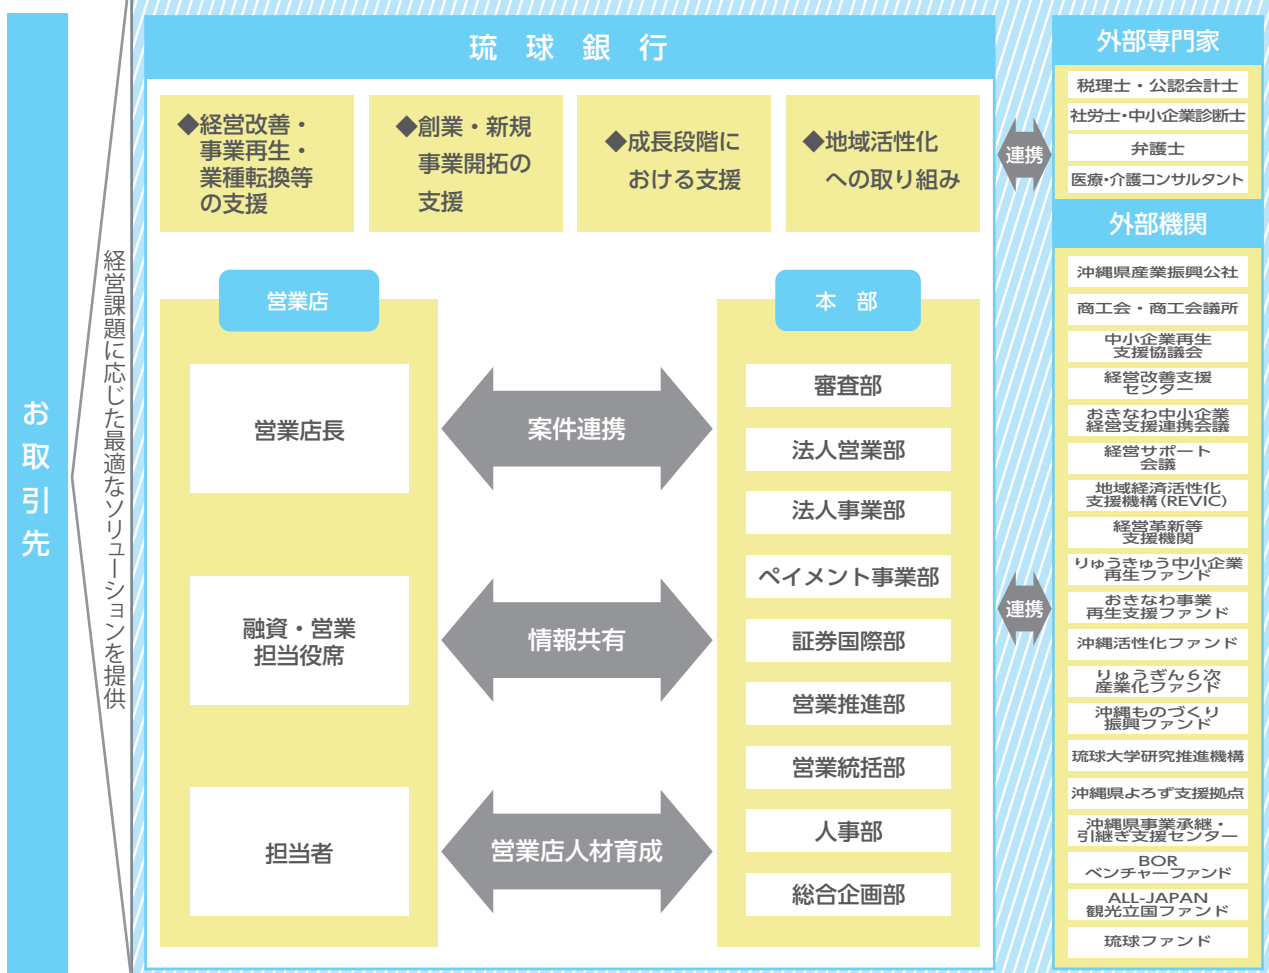 お取引先
経営課題に応じた最適なソリューションを提供
琉球銀行
◆経営改善・
事業再生・
業種転換等
の支援
◆創業・新規
事業開拓の
支援
◆成長段階に
おける支援
◆地域活性化
への取り組み
営業店
営業店長
融資・営業
担当役席
担当者
案件連携
情報共有
営業店人材育成
本部
審査部
法人営業部
法人事業部
ペイメント事業部
証券国際部
営業推進部
営業統括部
人事部
総合企画部
連携
連携
外部専門家
税理士・公認会計士
社労士・中小企業診断士
弁護士
医療・介護コンサルタント
外部機関
沖縄県産業振興公社
商工会・商工会議所
中小企業再生
支援協議会
経営改善支援
センター
おきなわ中小企業
経営支援連携会議
経営サポート
会議
地域経済活性化
支援機構(REVIC)
経営革新等
支援機関
りゅうきゅう中小企業
再生ファンド
おきなわ事業
再生支援ファンド
沖縄活性化ファンド
りゅうぎん6次
産業化ファンド
沖縄ものづくり
振興ファンド
琉球大学研究推進機構
沖縄県よろず支援拠点
沖縄県事業承継・
引継ぎ支援センター
BOR
ベンチャーファンド
ALL-JAPAN
観光立国ファンド
琉球ファンド